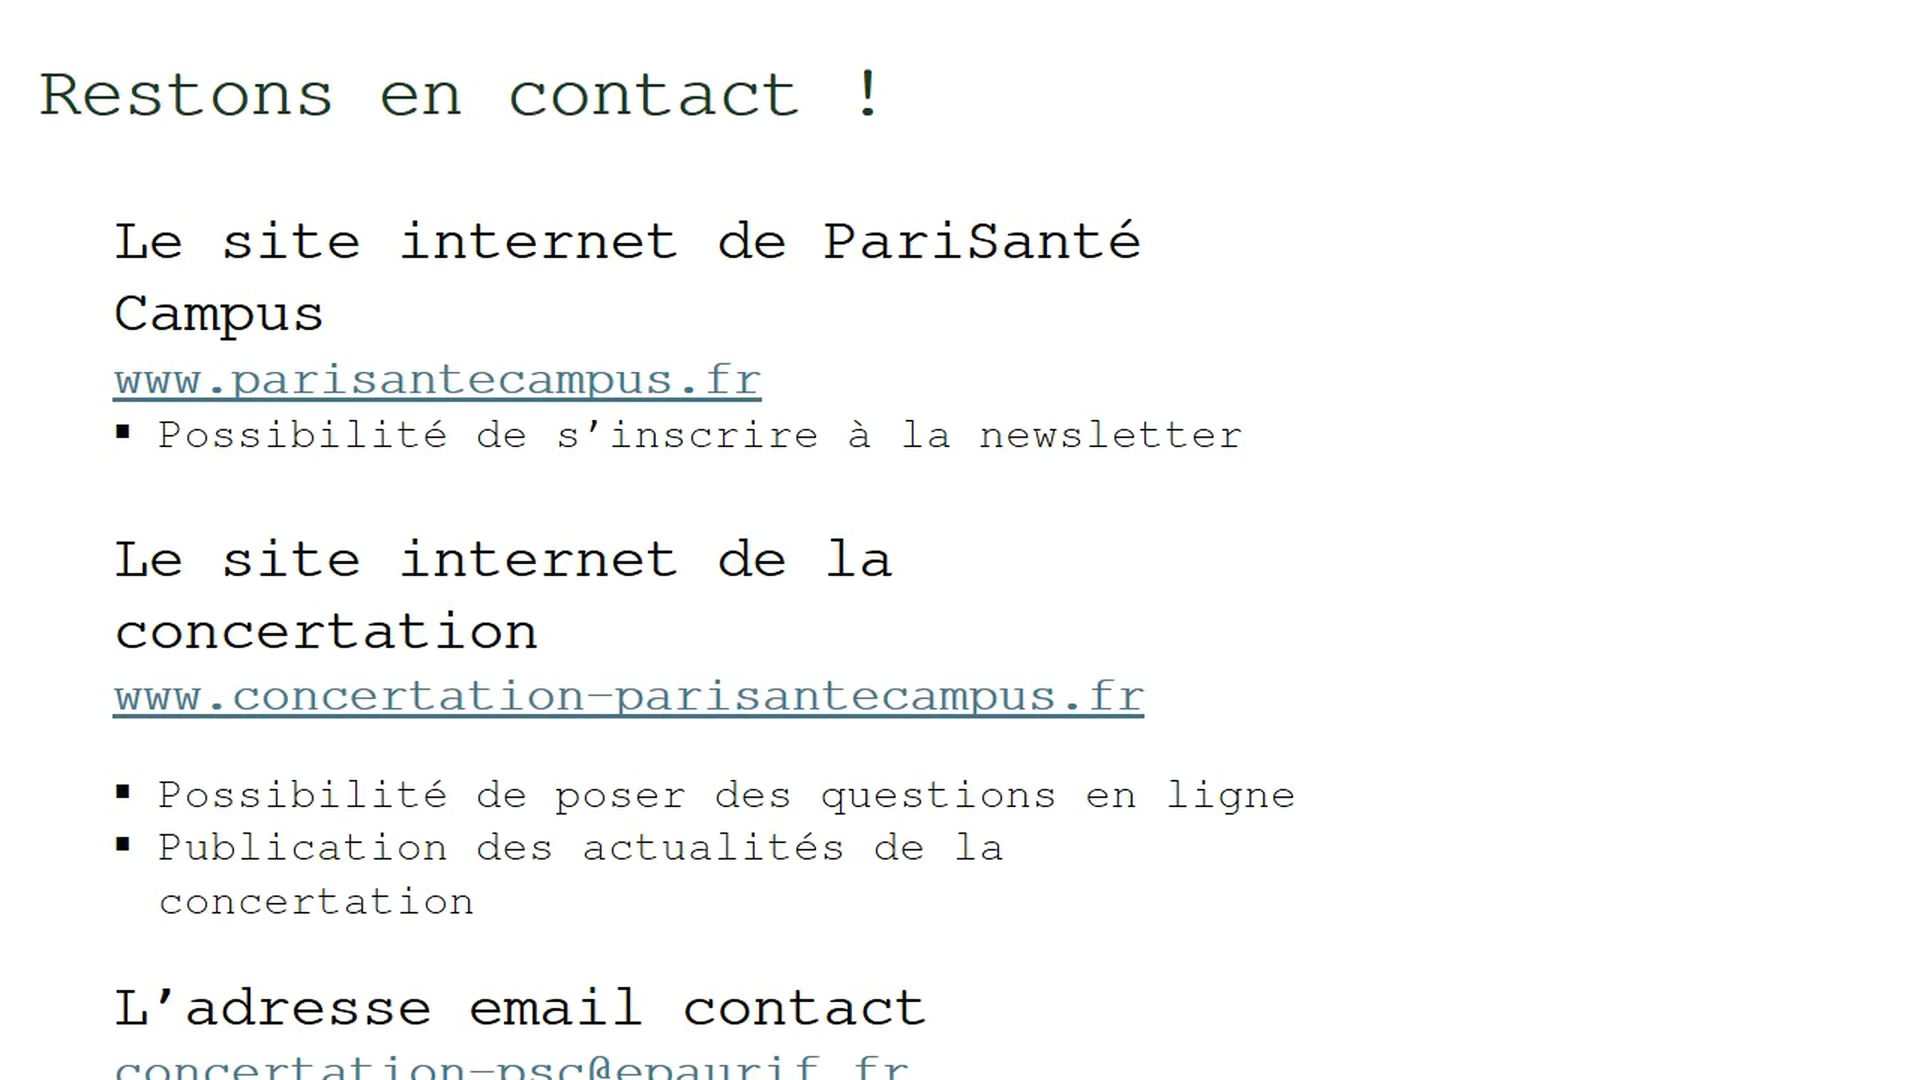 Restons en contact !
Le site internet de PariSanté
Campus
www.parisantecampus.fr
▪ Possibilité de s’inscrire à la newsletter
Le site internet de la
concertation
www.concertation-parisantecampus.fr
▪ Possibilité de poser des questions en ligne
▪ Publication des actualités de la
concertation
L’adresse email contact
concertation-psc@epaurif.fr